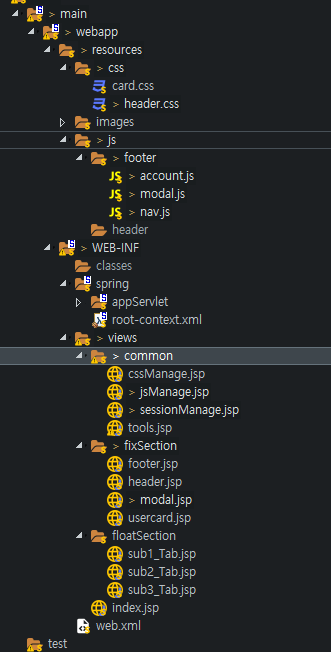 > main
> webapp
> resources
> css
card.css
> header.css
images
> js
> footer
> account.js
> modal.js
> nav.js
header
> WEB-INF
classes
spring
> appServlet
root-context.xml
> views
> common
cssManage.jsp
> jsManage.jsp
> sessionManage.jsp
tools.jsp
> fixSection
footer.jsp
header.jsp
> modal.jsp
usercard.jsp
floatSection
sub1_Tab.jsp
sub2_Tab.jsp
sub3_Tab.jsp
index.jsp
web.xml
test